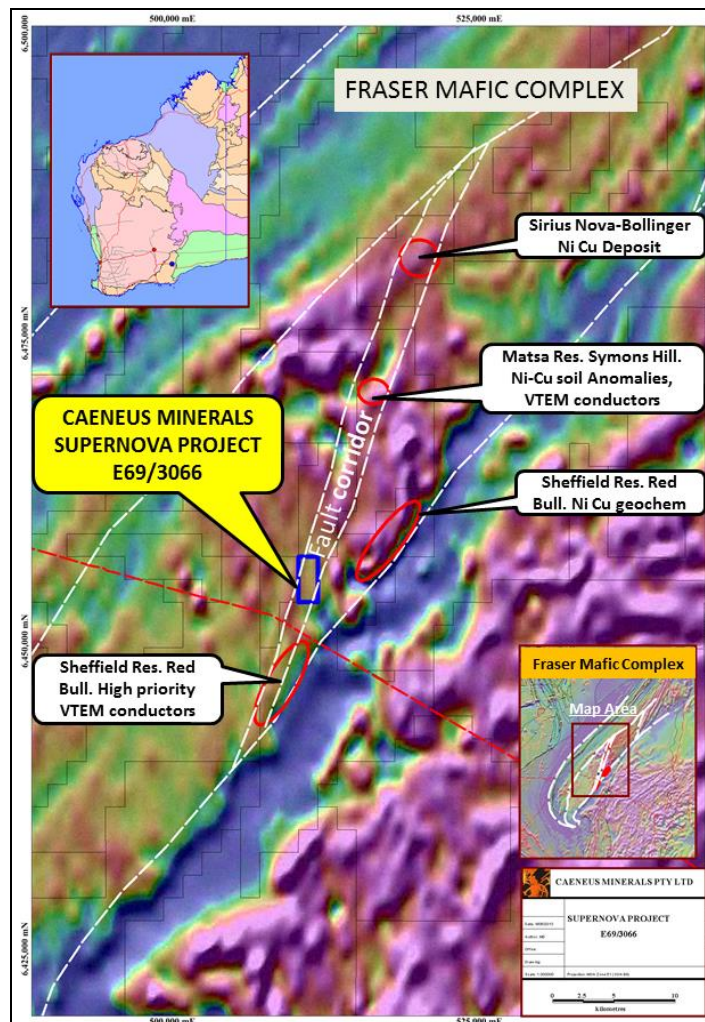 500,000 mE
525,000 mE
6,500,000 mN
FRASER MAFIC COMPLEX
Sirius Nova-Bollinger
Ni Cu Deposit
6,475,000 mN
Matsa Res. Symons Hill.
Ni-Cu soil Anomalies,
VTEM conductors
CAENEUS MINERALS
SUPERNOVA PROJECT
E69/3066
Fault corridor
Sheffield Res. Red
Bull. Ni Cu geochem
6,450,000 mN
Sheffield Res. Red
Bull. High priority
VTEM conductors
Fraser Mafic Complex
Map Area
CAENEUS MINERALS PTY LTD
SUPERNOVA PROJECT
E69/3066
6,425,000 mN
0 2.5 5 10
kilometres
500,000 mE
525,000 mE